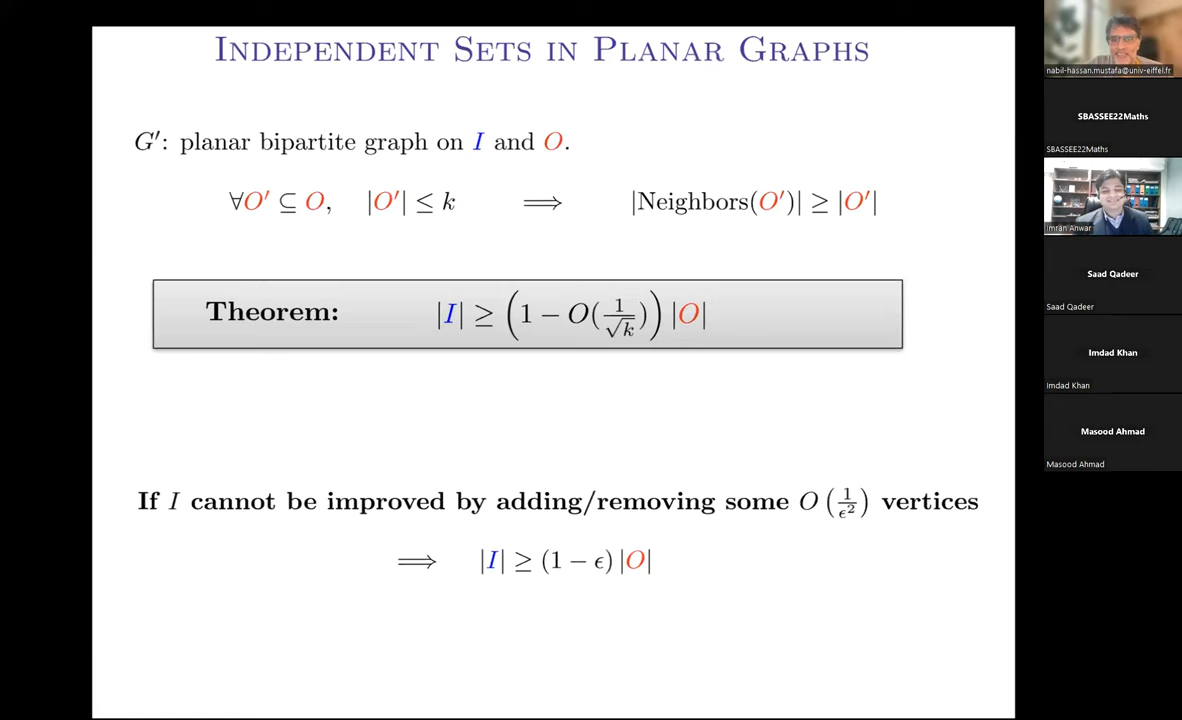 INDEPENDENT SETS IN PLANAR GRAPHS
G′: planar bipartite graph on I and O.
∀O′ ⊆ O, |O′| ≤ k ⟹ |Neighbors(O′)| ≥ |O′|
Theorem: |I| ≥ (1 − O(1/√k)) |O|
If I cannot be improved by adding/removing some O(1/ϵ²) vertices
⟹ |I| ≥ (1 − ϵ) |O|
nabil-hassan.mustafa@univ-eiffel.fr
SBASSEE22Maths
SBASSEE22Maths
Imran Anwar
Saad Qadeer
Saad Qadeer
Imdad Khan
Imdad Khan
Masood Ahmad
Masood Ahmad